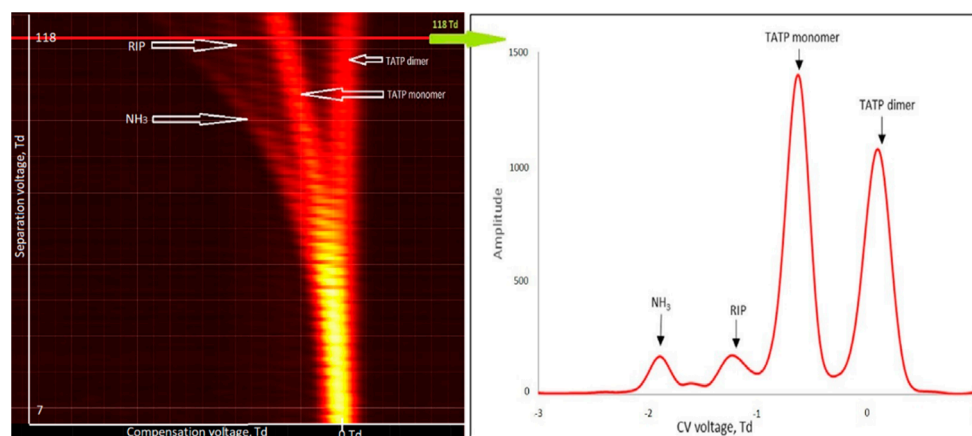 118
118 Td
RIP
TATP dimer
TATP monomer
NH₃
Separation voltage, Td
7
Compensation voltage, Td
0 Td
TATP monomer
TATP dimer
1500
1000
500
0
Amplitude
NH₃
RIP
-3
-2
-1
0
CV voltage, Td